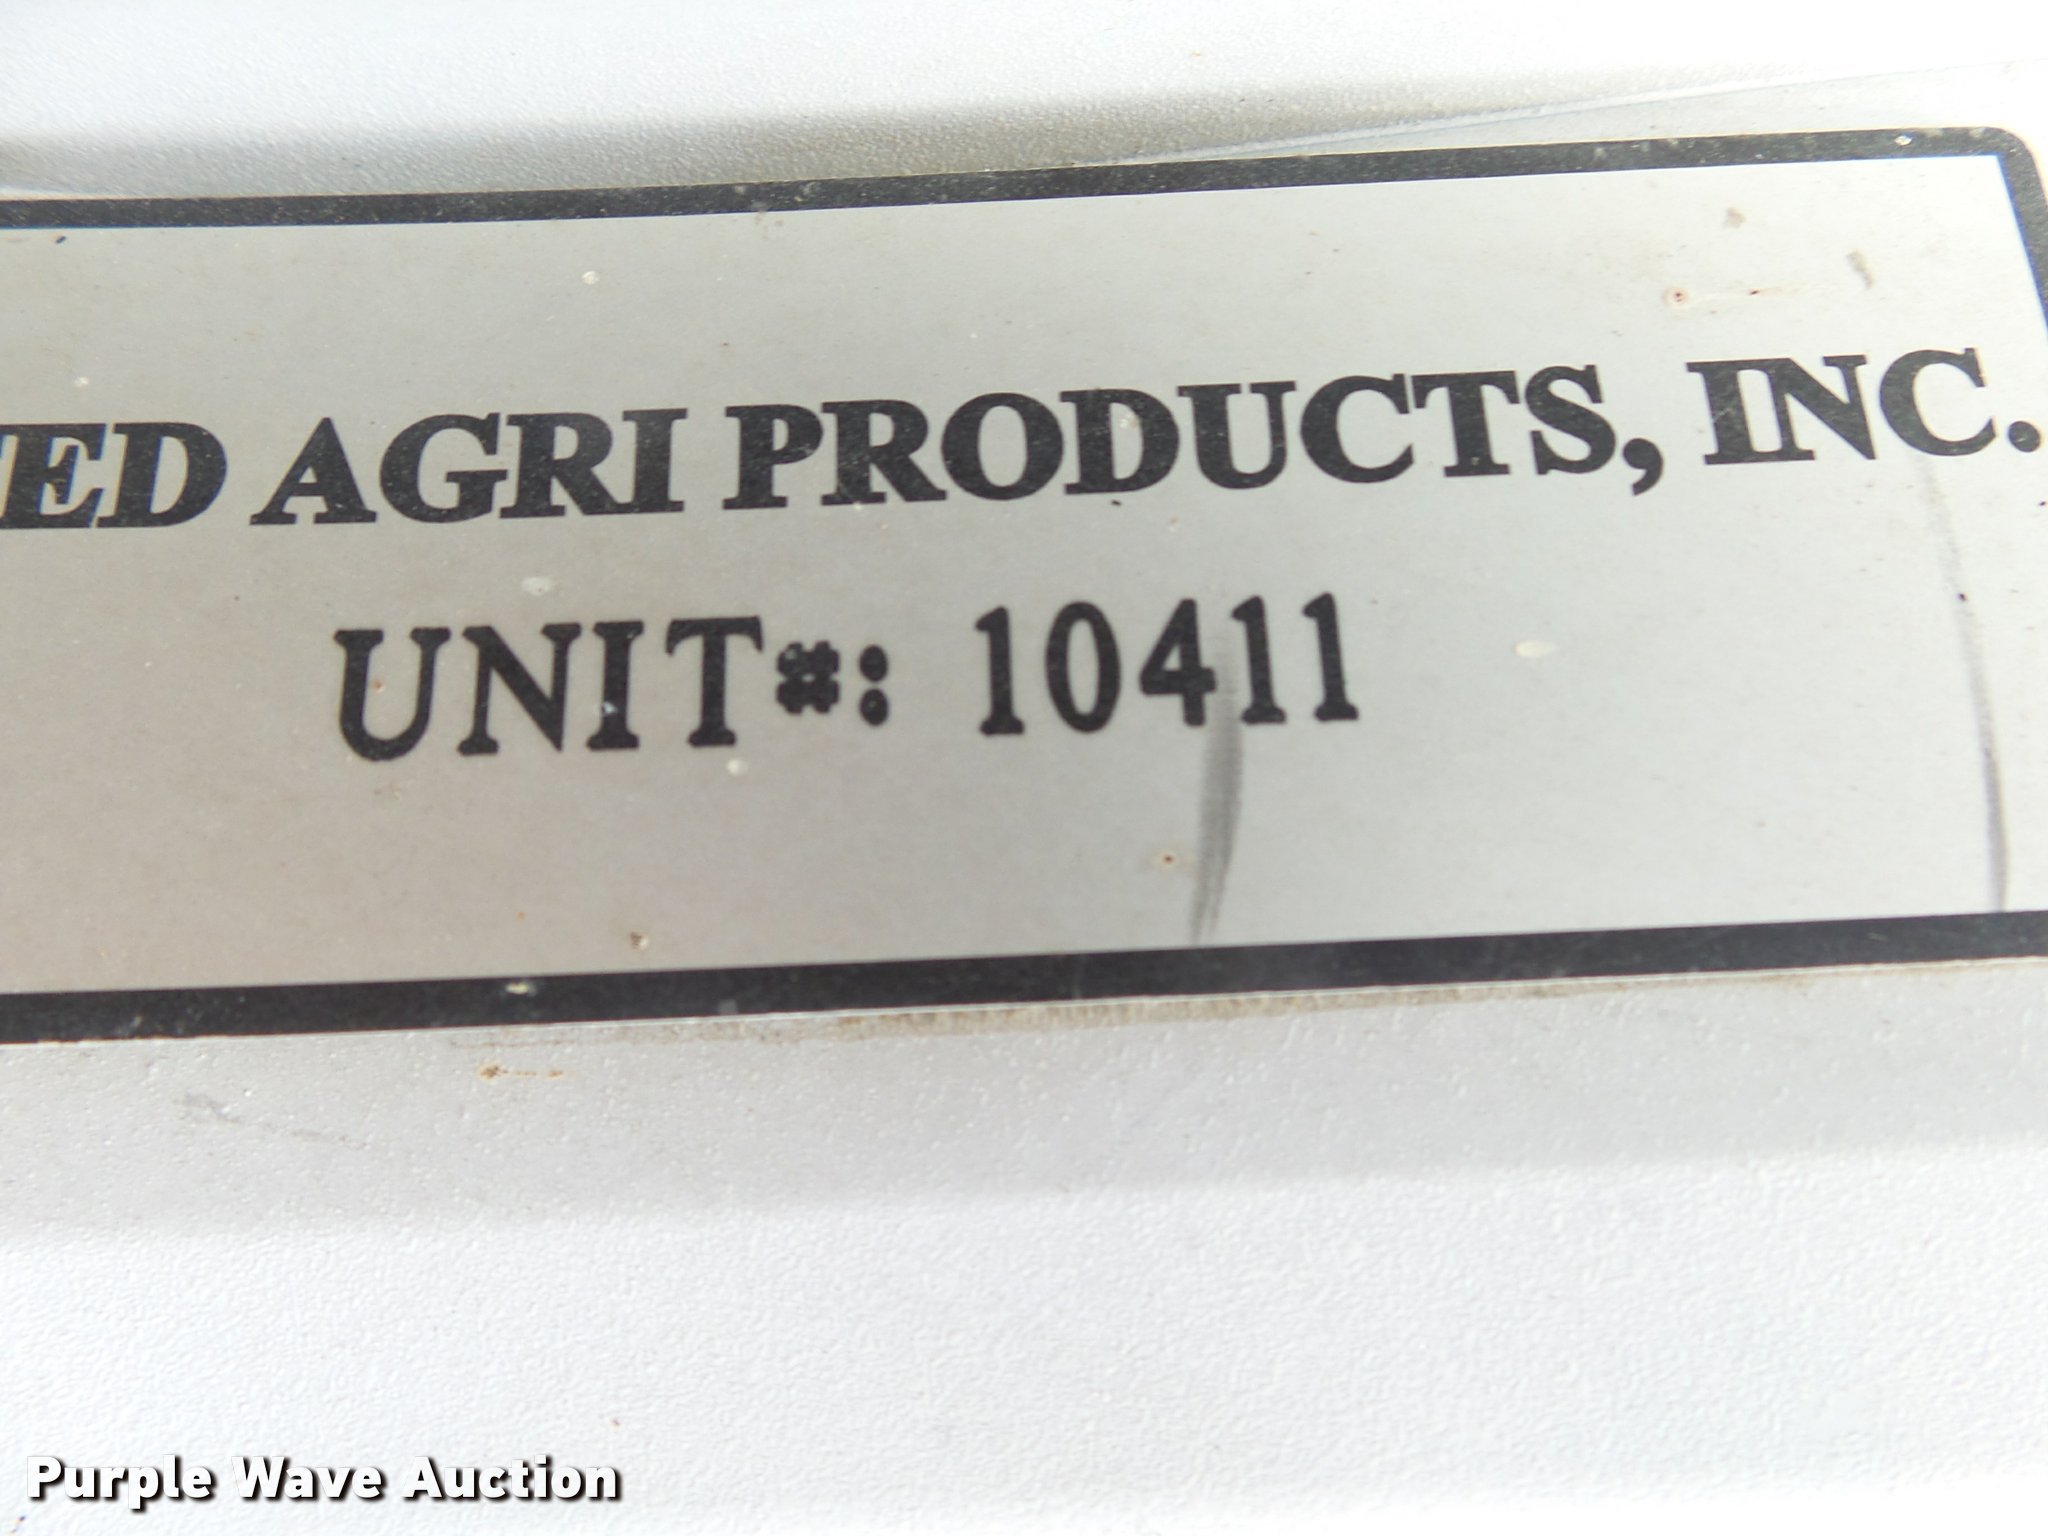 ED AGRI PRODUCTS, INC.
UNIT#: 10411
Purple Wave Auction